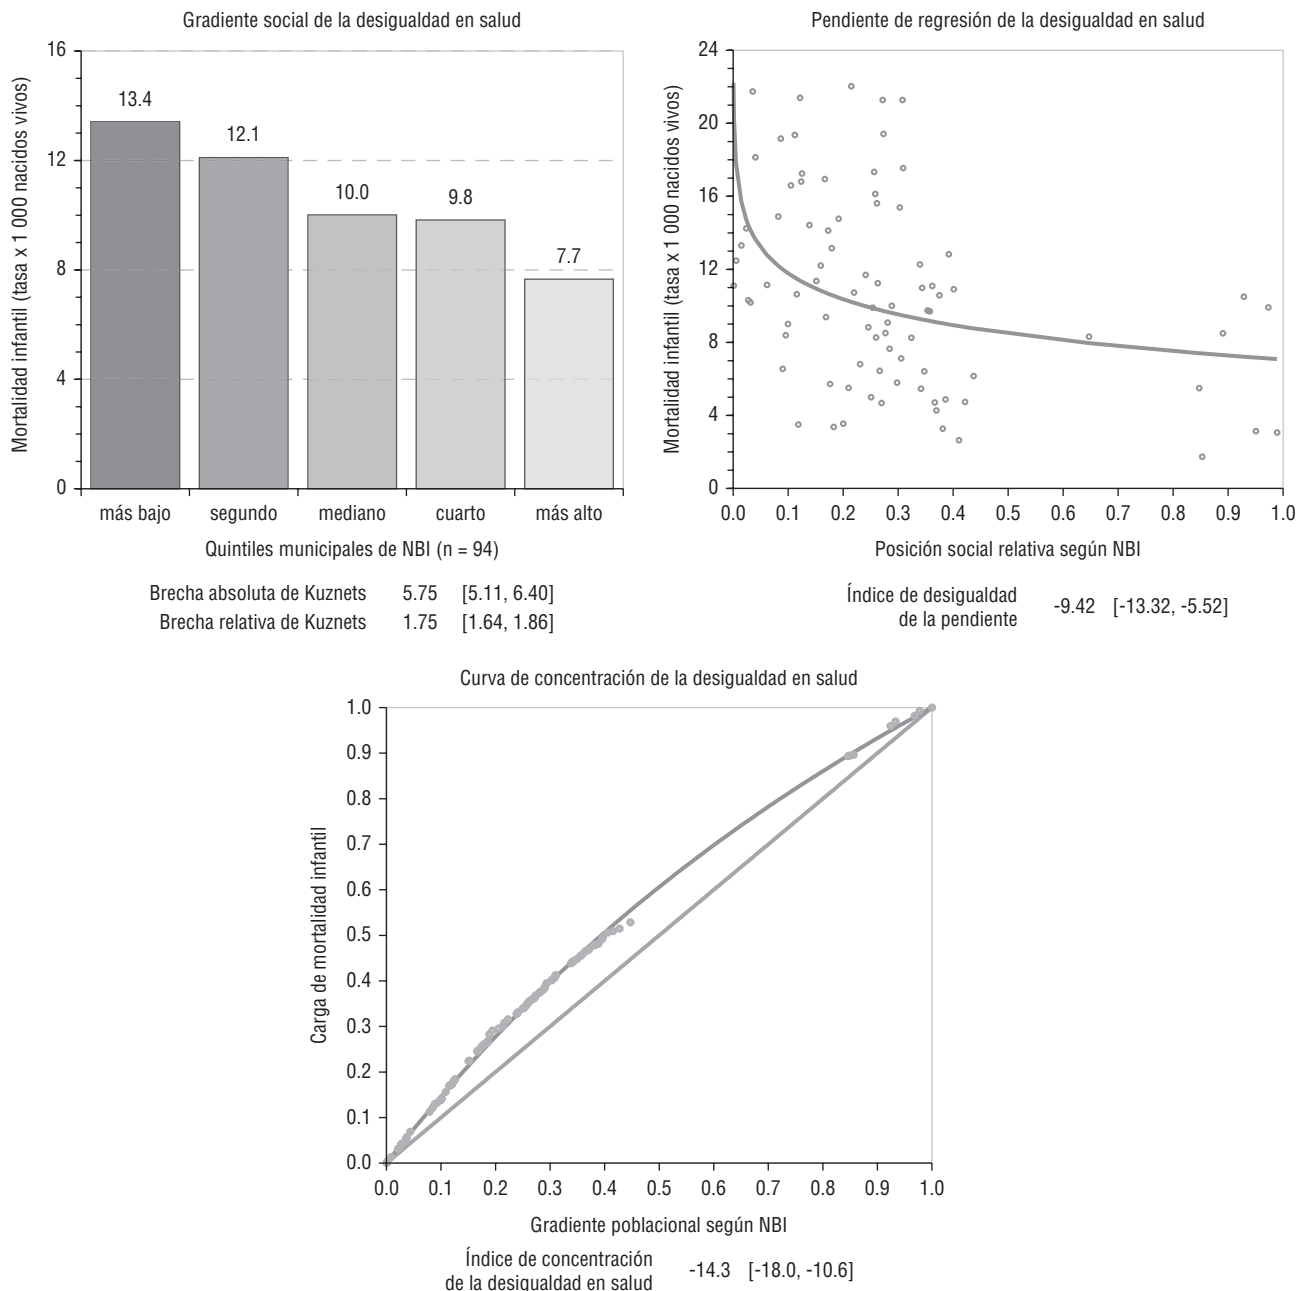 Gradiente social de la desigualdad en salud
Mortalidad infantil (tasa x 1 000 nacidos vivos)
16
12
8
4
0
13.4
12.1
10.0
9.8
7.7
más bajo segundo mediano cuarto más alto
Quintiles municipales de NBI (n = 94)
Brecha absoluta de Kuznets 5.75 [5.11, 6.40]
Brecha relativa de Kuznets 1.75 [1.64, 1.86]
Pendiente de regresión de la desigualdad en salud
Mortalidad infantil (tasa x 1 000 nacidos vivos)
24
20
16
12
8
4
0
0.0 0.1 0.2 0.3 0.4 0.5 0.6 0.7 0.8 0.9 1.0
Posición social relativa según NBI
Índice de desigualdad
de la pendiente -9.42 [-13.32, -5.52]
Curva de concentración de la desigualdad en salud
Carga de mortalidad infantil
1.0
0.9
0.8
0.7
0.6
0.5
0.4
0.3
0.2
0.1
0.0
0.0 0.1 0.2 0.3 0.4 0.5 0.6 0.7 0.8 0.9 1.0
Gradiente poblacional según NBI
Índice de concentración
de la desigualdad en salud -14.3 [-18.0, -10.6]